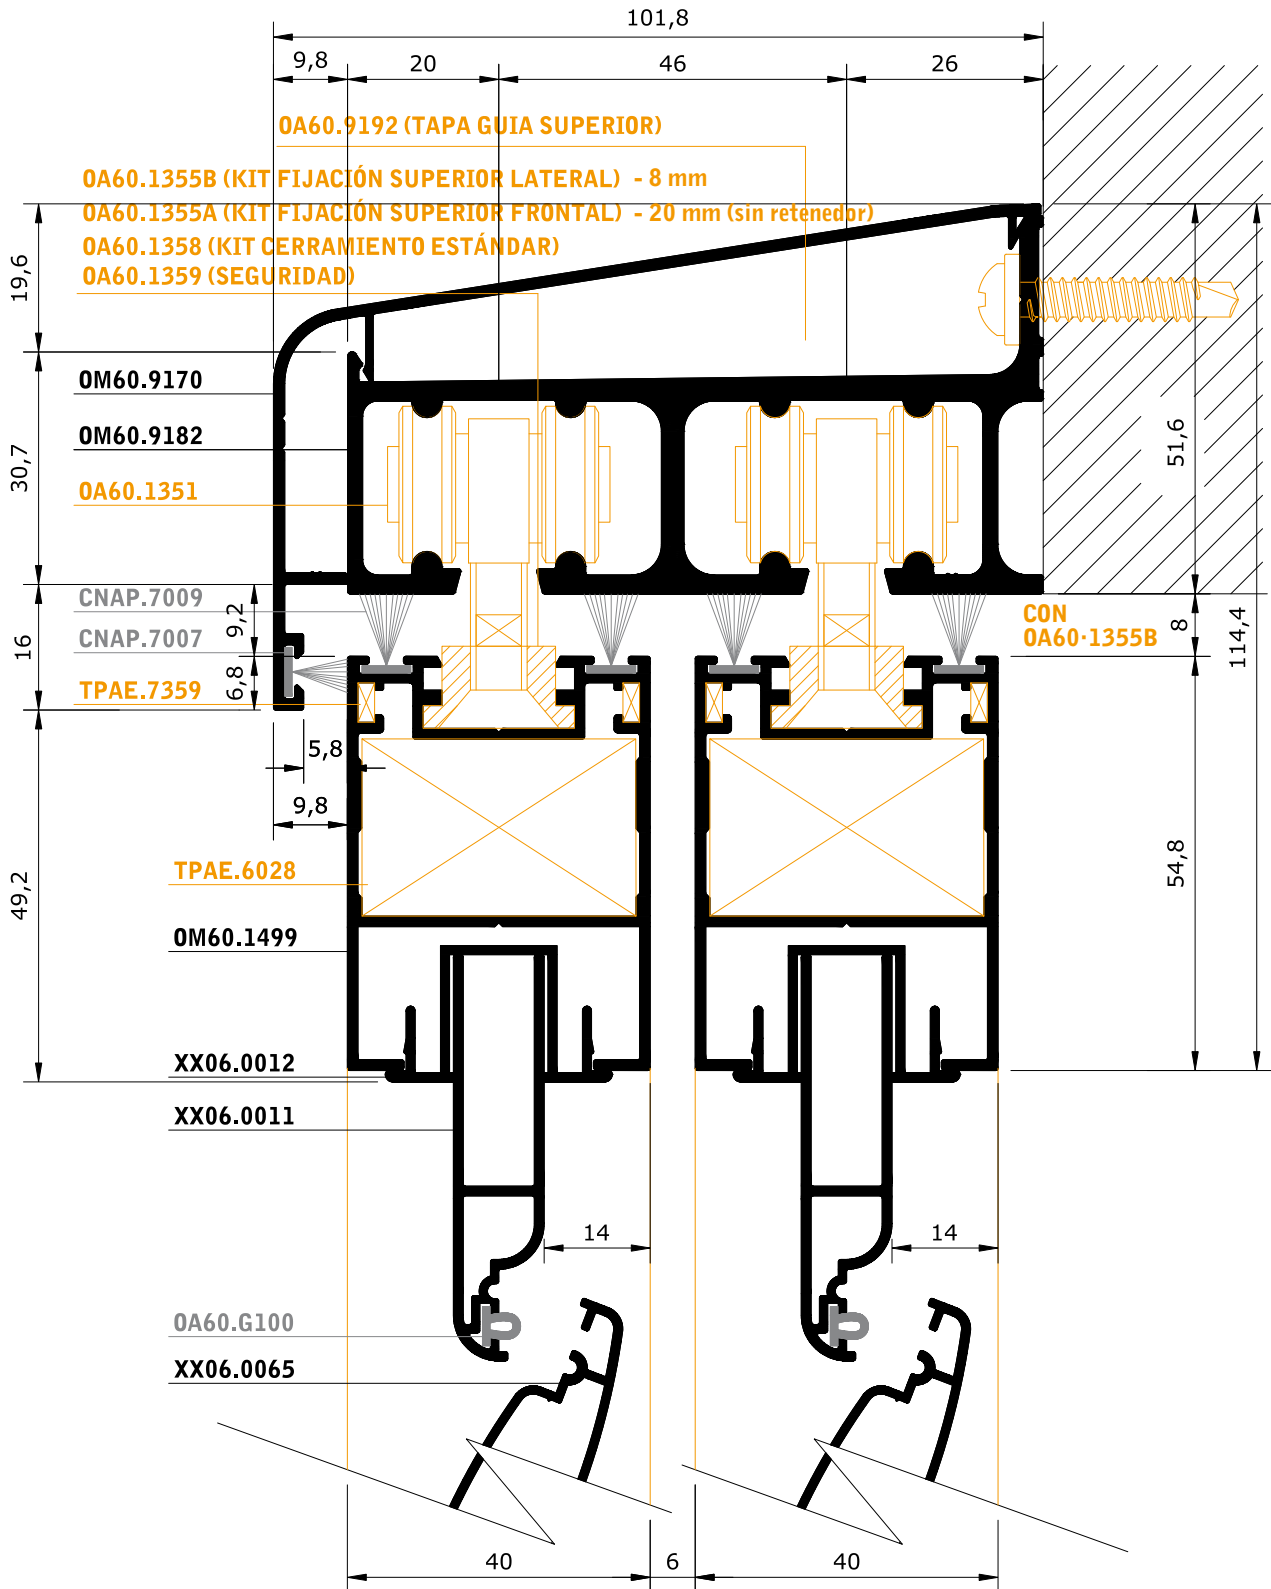 101,8
9,8 20 46 26
OA60.9192 (TAPA GUIA SUPERIOR)
OA60.1355B (KIT FIJACIÓN SUPERIOR LATERAL) - 8 mm
OA60.1355A (KIT FIJACIÓN SUPERIOR FRONTAL) - 20 mm (sin retenedor)
OA60.1358 (KIT CERRAMIENTO ESTÁNDAR)
OA60.1359 (SEGURIDAD)
19,6
OM60.9170
OM60.9182
30,7
51,6
OA60.1351
CNAP.7009
CNAP.7007
TPAE.7359
16
9,2
6,8
CON
OA60·1355B
8
114,4
5,8
9,8
49,2
54,8
TPAE.6028
OM60.1499
XX06.0012
XX06.0011
14 14
OA60.G100
XX06.0065
40 6 40